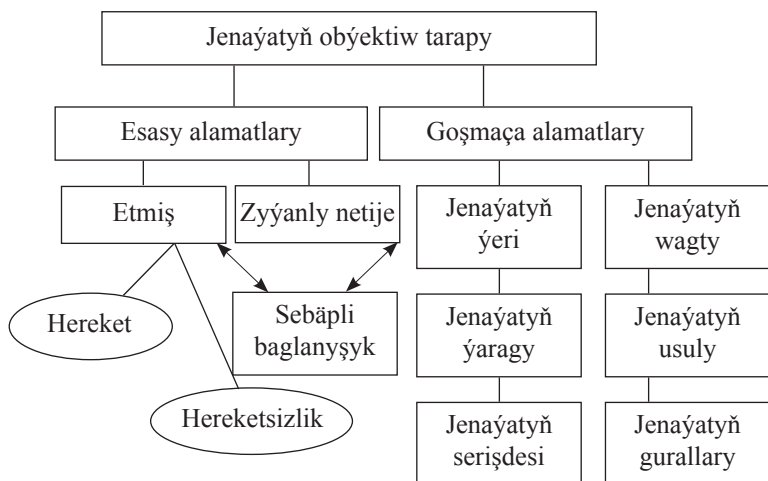 Jenaýatyň obýektiw tarapy
Esasy alamatlary
Goşmaça alamatlary
Etmiş
Zyýanly netije
Jenaýatyň
ýeri
Jenaýatyň
wagty
Hereket
Sebäpli
baglanyşyk
Jenaýatyň
ýaragy
Jenaýatyň
usuly
Hereketsizlik
Jenaýatyň
serişdesi
Jenaýatyň
gurallary